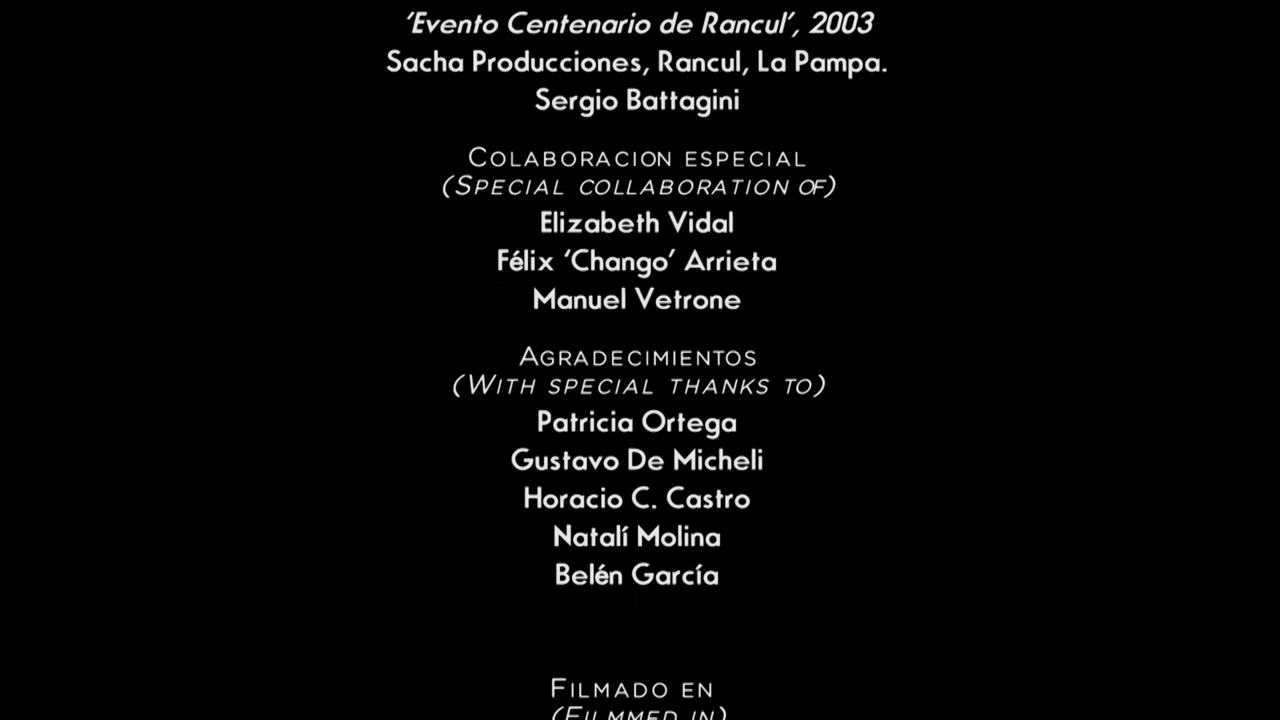 ‘Evento Centenario de Rancul’, 2003
Sacha Producciones, Rancul, La Pampa.
Sergio Battagini
COLABORACION ESPECIAL
(SPECIAL COLLABORATION OF)
Elizabeth Vidal
Félix ‘Chango’ Arrieta
Manuel Vetrone
AGRADECIMIENTOS
(WITH SPECIAL THANKS TO)
Patricia Ortega
Gustavo De Micheli
Horacio C. Castro
Natalí Molina
Belén García
FILMADO EN
(FILMMED IN)